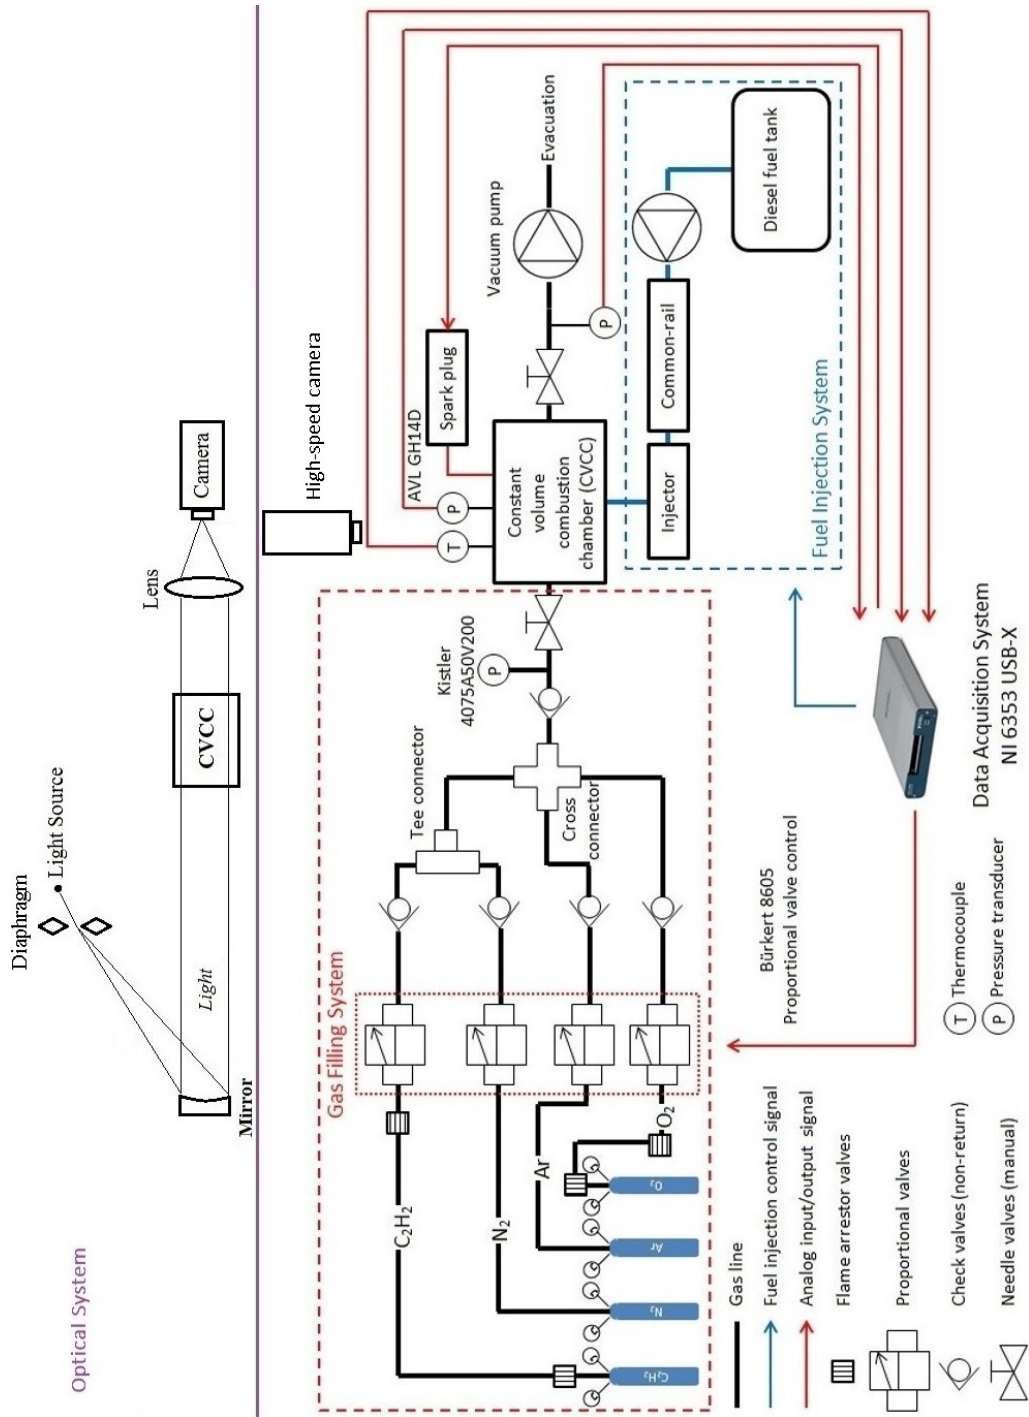 Optical System
Diaphragm
Light Source
Light
Mirror
CVCC
Lens
Camera
High-speed camera
Gas Filling System
C₂H₂
N₂
Ar
O₂
C₂H₂
N₂
Ar
O₂
Tee connector
Cross
connector
Kistler
4075A50V200
P
T
P
AVL GH14D
Spark plug
Constant
volume
combustion
chamber (CVCC)
Vacuum pump
Evacuation
P
Injector
Common-rail
Diesel fuel tank
Fuel Injection System
Bürkert 8605
Proportional valve control
Data Acquisition System
NI 6353 USB-X
Gas line
Fuel injection control signal
Analog input/output signal
Flame arrestor valves
Proportional valves
Check valves (non-return)
Needle valves (manual)
T Thermocouple
P Pressure transducer